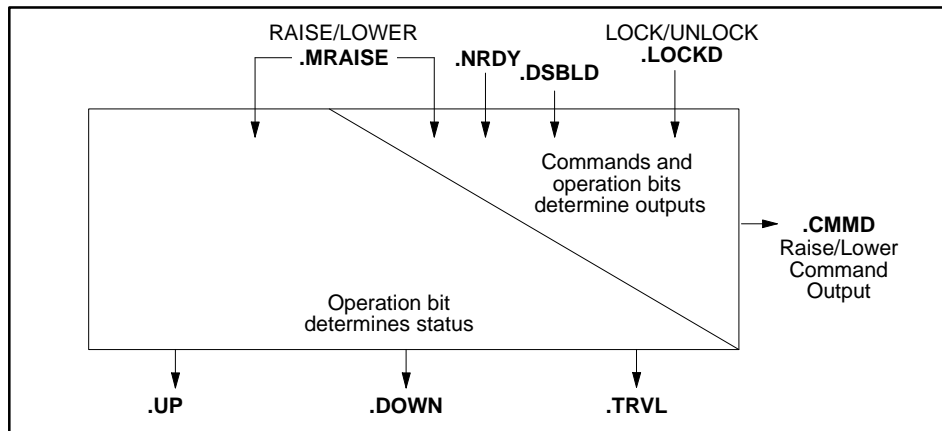 RAISE/LOWER
.MRAISE
.NRDY
.DSBLD
LOCK/UNLOCK
.LOCKD
Commands and
operation bits
determine outputs
.CMMD
Raise/Lower
Command
Output
Operation bit
determines status
.UP
.DOWN
.TRVL